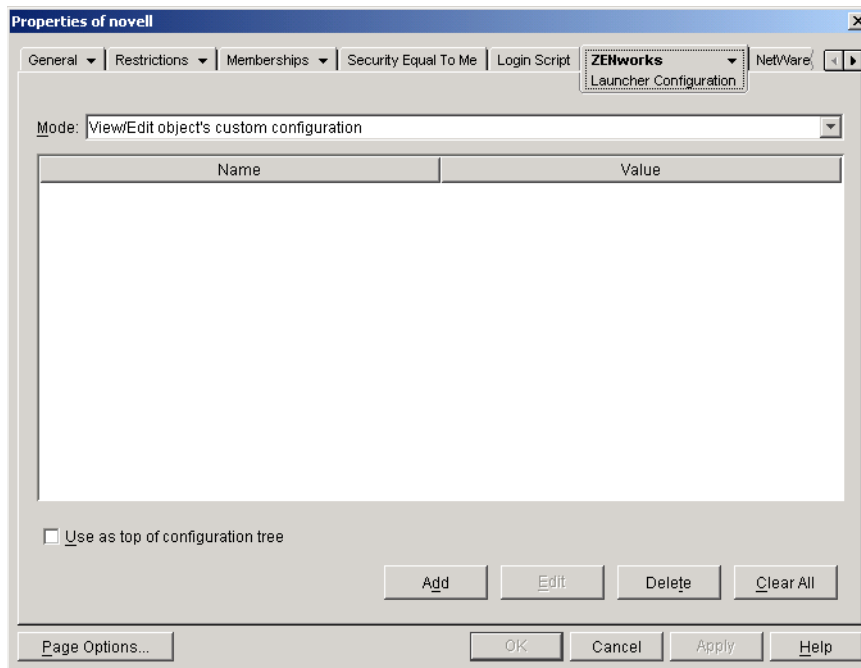 Properties of novell
General Restrictions Memberships Security Equal To Me Login Script ZENworks NetWare
Launcher Configuration
Mode: View/Edit object's custom configuration
Name Value
Use as top of configuration tree
Add Edit Delete Clear All
Page Options... OK Cancel Apply Help